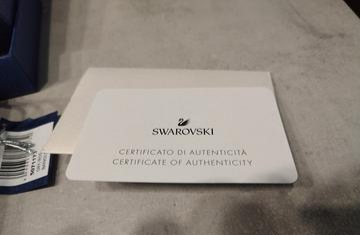 SWAROVSKI
CERTIFICATO DI AUTENTICITÀ
CERTIFICATE OF AUTHENTICITY